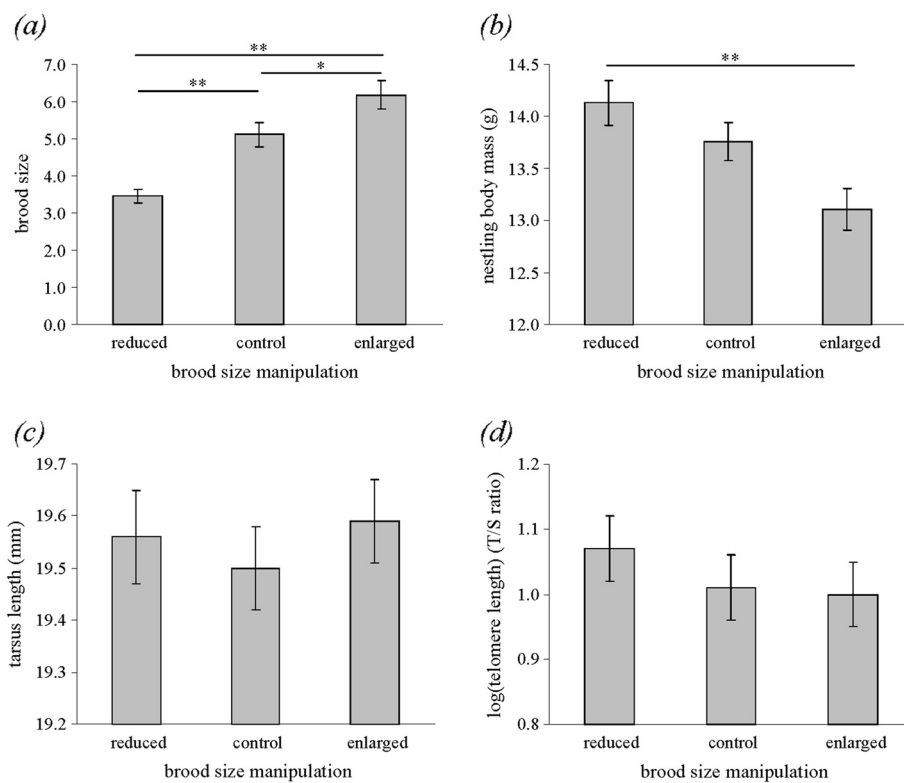 (a)
**
**
*
7.0
6.0
5.0
4.0
3.0
2.0
1.0
0.0
brood size
reduced control enlarged
brood size manipulation
(b)
**
14.5
14.0
13.5
13.0
12.5
12.0
nestling body mass (g)
reduced control enlarged
brood size manipulation
(c)
19.7
19.6
19.5
19.4
19.3
19.2
tarsus length (mm)
reduced control enlarged
brood size manipulation
(d)
1.2
1.1
1.0
0.9
0.8
log(telomere length) (T/S ratio)
reduced control enlarged
brood size manipulation